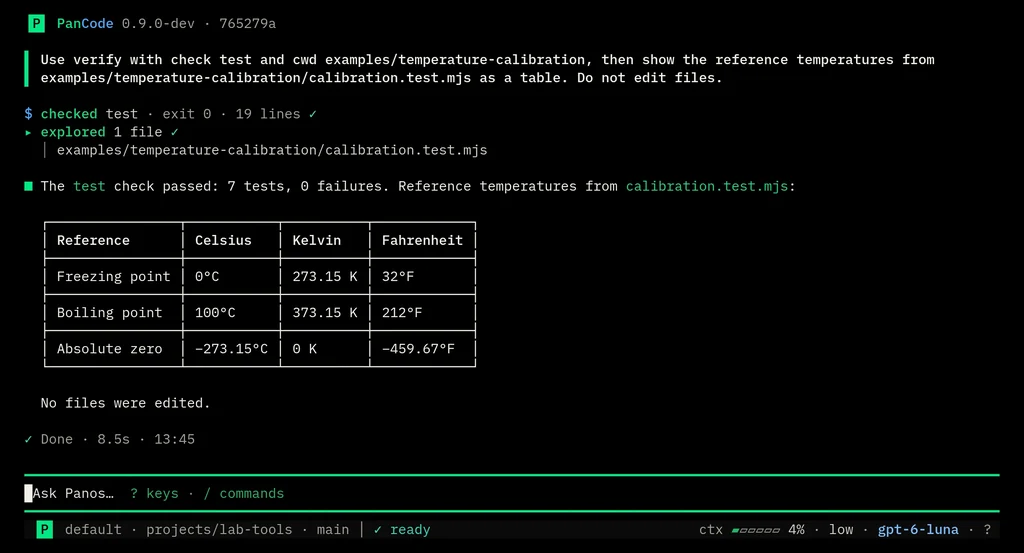 P PanCode 0.9.0-dev · 765279a
Use verify with check test and cwd examples/temperature-calibration, then show the reference temperatures from
examples/temperature-calibration/calibration.test.mjs as a table. Do not edit files.
$ checked test · exit 0 · 19 lines ✓
▸ explored 1 file ✓
examples/temperature-calibration/calibration.test.mjs
■ The test check passed: 7 tests, 0 failures. Reference temperatures from calibration.test.mjs:
Reference │ Celsius │ Kelvin │ Fahrenheit
Freezing point │ 0°C │ 273.15 K │ 32°F
Boiling point │ 100°C │ 373.15 K │ 212°F
Absolute zero │ −273.15°C │ 0 K │ −459.67°F
No files were edited.
✓ Done · 8.5s · 13:45
Ask Panos… ? keys · / commands
P default · projects/lab-tools · main │ ✓ ready ctx ▰▱▱▱▱▱ 4% · low · gpt-6-luna · ?